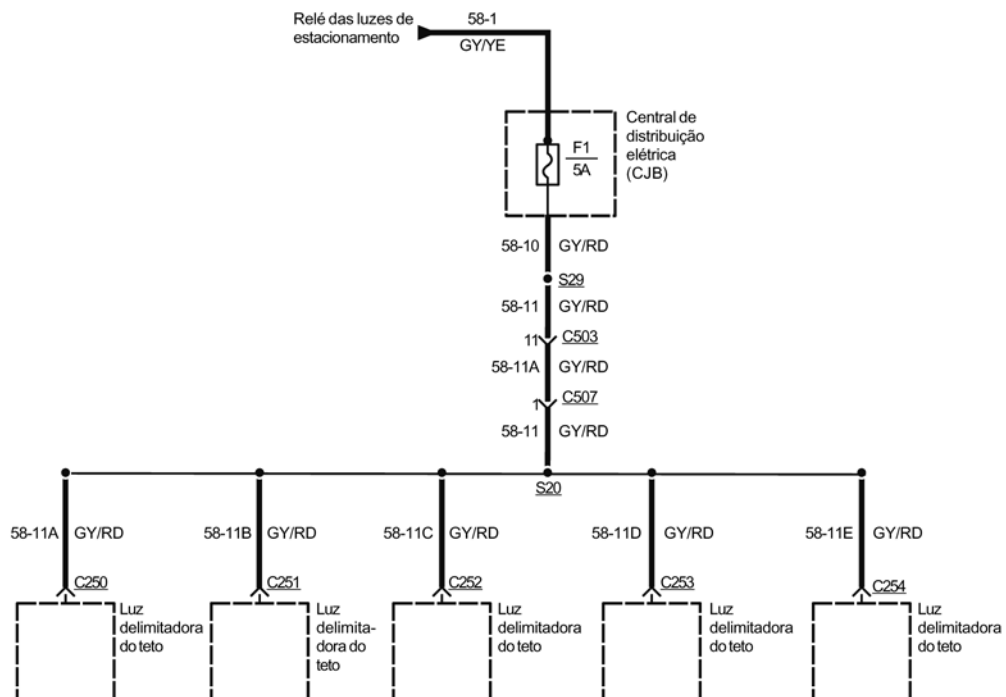 Relé das luzes de
estacionamento
58-1
GY/YE
Central de
distribuição
elétrica
(CJB)
F1
5A
58-10 GY/RD
S29
58-11 GY/RD
11 C503
58-11A GY/RD
1 C507
58-11 GY/RD
S20
58-11A GY/RD
58-11B GY/RD
58-11C GY/RD
58-11D GY/RD
58-11E GY/RD
C250
Luz
delimitadora
do teto
C251
Luz
delimita-
dora do
teto
C252
Luz
delimitadora
do teto
C253
Luz
delimitadora
do teto
C254
Luz
delimitadora
do teto